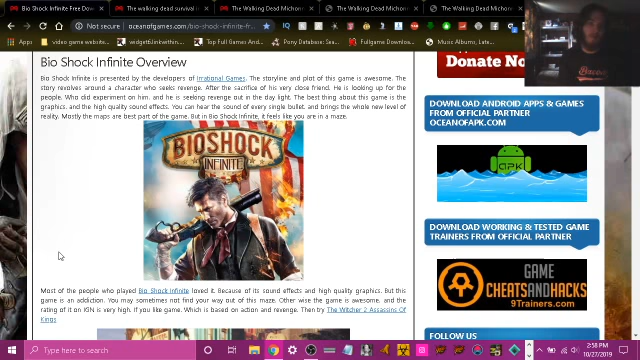 Bio Shock Infinite Free Dow
The walking dead survival i
The Walking Dead Michon
The Walking Dead Michon
The Walking Dead Michon
Not secure | oceanofgames.com/bio-shock-infinite-fr
Apps
video game website...
widgetEklinkwithin...
Top Full Games And...
Pony Database: Sea...
Fullgame Downloa...
Music Albums, Late...
Bio Shock Infinite Overview
Bio Shock Infinite is presented by the developers of Irrational Games. The storyline and plot of this game is awesome. The
story revolves around a character who seeks revenge. After the sacrifice of his very close friend. He is looking up for the
people. Who did experiment on him. and he is seeking revenge out in the day light. The best thing about this game is the
graphics. and the high quality sound effects. You can hear the sound of every single bullet. and brings the whole new level of
reality. Mostly the maps are best part of the game. But in Bio Shock Infinite, it feels like you are in a maze.
BIOSHOCK
INFINITE
Most of the people who played Bio Shock Infinite loved it. Because of its sound effects and high quality graphics. But this
game is an addiction. You may sometimes not find your way out of this maze. Other wise the game is awesome. and the
rating of it on IGN is very high. If you like game. Which is based on action and revenge. Then try The Witcher 2 Assassins Of
Kings
Donate No
DOWNLOAD ANDROID APPS & GAMES
FROM OFFICIAL PARTNER
OCEANOFAPK.COM
APK
DOWNLOAD WORKING & TESTED GAME
TRAINERS FROM OFFICIAL PARTNER
GAME
CHEATSANDHACKS
9Trainers.com
FOLLOW US
Type here to search
2:58 PM
10/27/2019